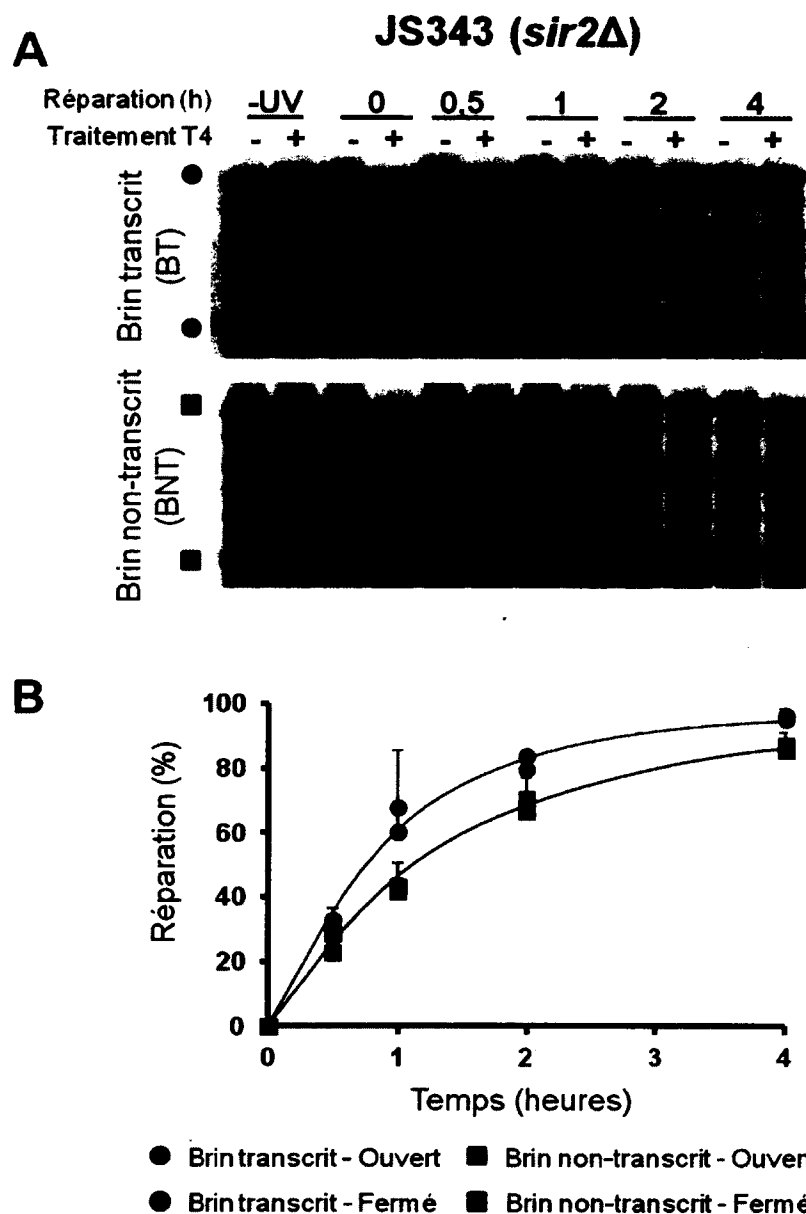 A
JS343 (sir2Δ)
Réparation (h) -UV 0 0,5 1 2 4
Traitement T4 - + - + - + - + - + - +
Brin transcrit
(BT)
Brin non-transcrit
(BNT)
B
Réparation (%)
100
80
60
40
20
0
0 1 2 3 4
Temps (heures)
Brin transcrit - Ouvert Brin non-transcrit - Ouver
Brin transcrit - Fermé Brin non-transcrit - Fermé